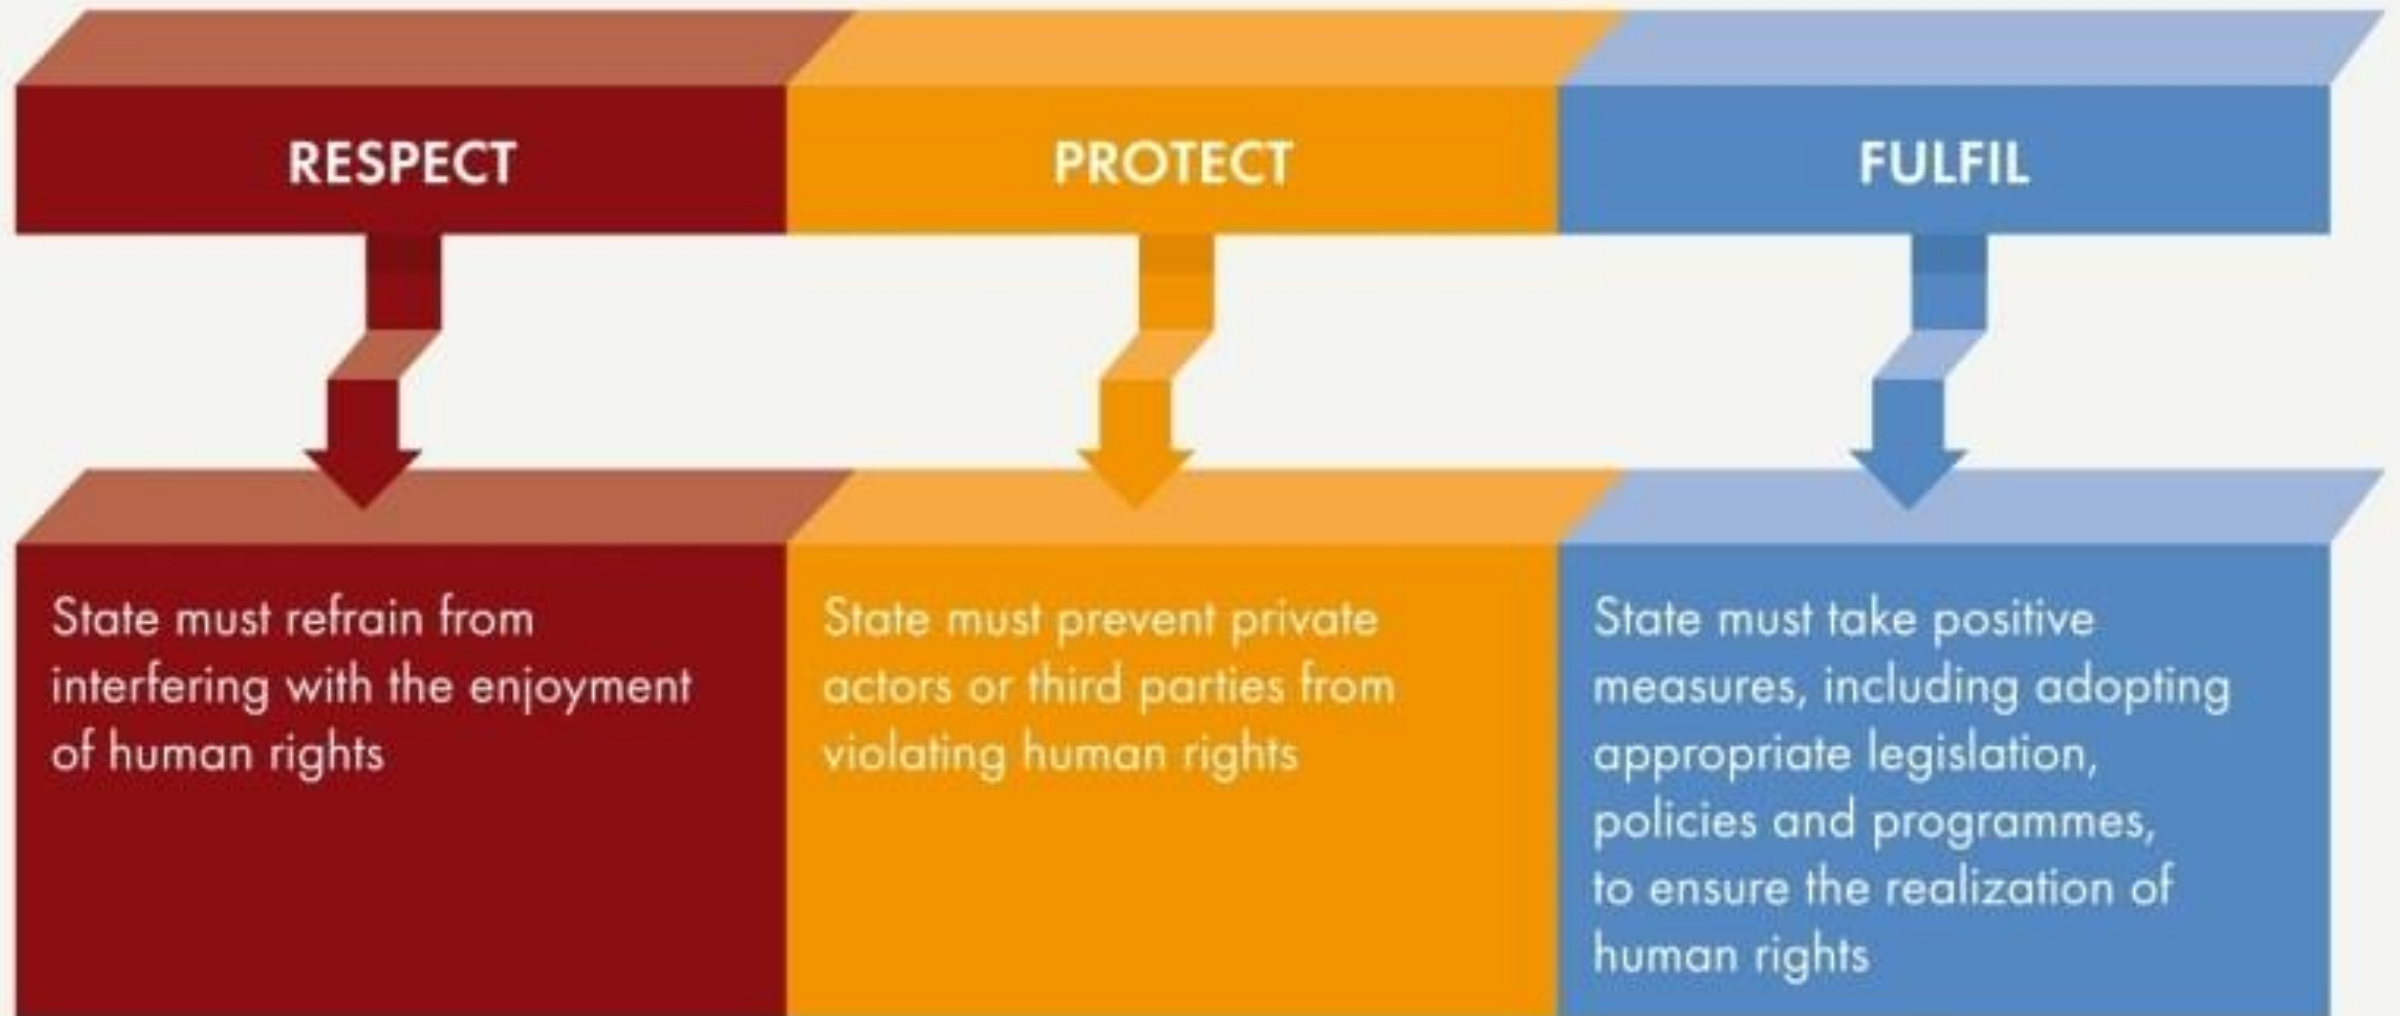 RESPECT
PROTECT
FULFIL
State must refrain from
interfering with the enjoyment
of human rights
State must prevent private
actors or third parties from
violating human rights
State must take positive
measures, including adopting
appropriate legislation,
policies and programmes,
to ensure the realization of
human rights